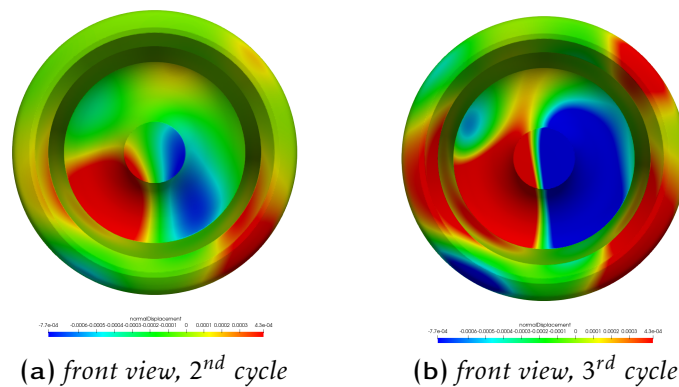 normalDisplacement
-7.7e-04 -0.0006 -0.0005 -0.0004 -0.0003 -0.0002 -0.0001 0 0.0001 0.0002 0.0003 4.3e-04
(a) front view, 2nd cycle
normalDisplacement
-7.7e-04 -0.0006 -0.0005 -0.0004 -0.0003 -0.0002 -0.0001 0 0.0001 0.0002 0.0003 4.3e-04
(b) front view, 3rd cycle